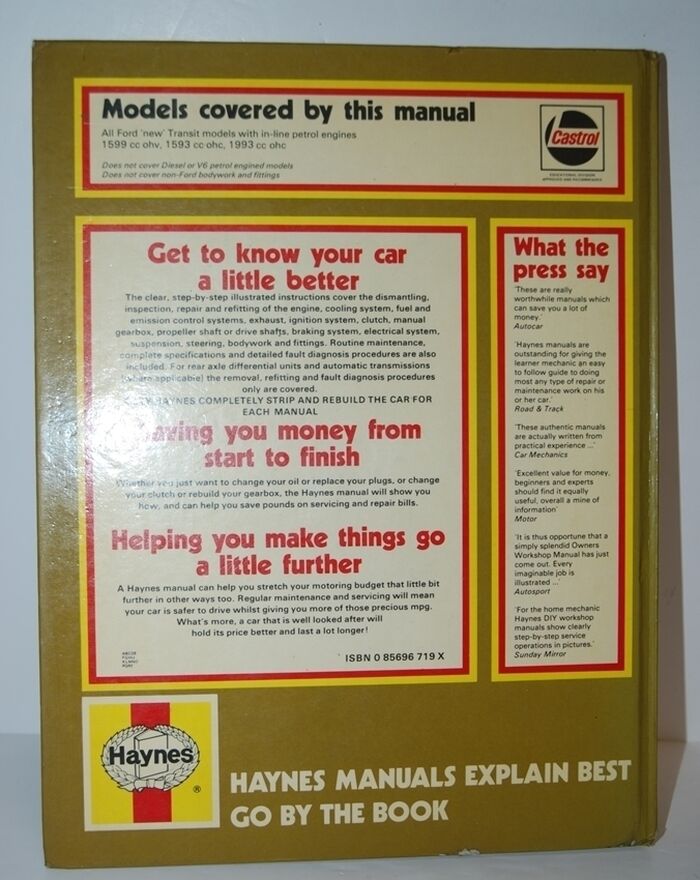 Models covered by this manual
All Ford 'new' Transit models with in-line petrol engines
1599 cc ohv, 1593 cc ohc, 1993 cc ohc
Does not cover Diesel or V6 petrol engined models
Does not cover non-Ford bodywork and fittings
Castrol
Get to know your car
a little better
The clear, step-by-step illustrated instructions cover the dismantling,
inspection, repair and refitting of the engine, cooling system, fuel and
emission control systems, exhaust, ignition system, clutch, manual
gearbox, propeller shaft or drive shafts, braking system, electrical system,
suspension, steering, bodywork and fittings. Routine maintenance,
complete specifications and detailed fault diagnosis procedures are also
included. For rear axle differential units and automatic transmissions
(where applicable) the removal, refitting and fault diagnosis procedures
only are covered.
HAYNES COMPLETELY STRIP AND REBUILD THE CAR FOR
EACH MANUAL
Saving you money from
start to finish
Whether you just want to change your oil or replace your plugs, or change
your clutch or rebuild your gearbox, the Haynes manual will show you
how, and can help you save pounds on servicing and repair bills.
Helping you make things go
a little further
A Haynes manual can help you stretch your motoring budget that little bit
further in other ways too. Regular maintenance and servicing will mean
your car is safer to drive whilst giving you more of those precious mpg.
What's more, a car that is well looked after will
hold its price better and last a lot longer!
ISBN 0 85696 719 X
What the
press say
'These are really
worthwhile manuals which
can save you a lot of
money.'
Autocar
'Haynes manuals are
outstanding for giving the
learner mechanic an easy
to follow guide to doing
most any type of repair or
maintenance work on his
or her car.'
Road & Track
'These authentic manuals
are actually written from
practical experience ...'
Car Mechanics
'Excellent value for money,
beginners and experts
should find it equally
useful, overall a mine of
information'
Motor
'It is thus opportune that a
simply splendid Owners
Workshop Manual has just
come out. Every
imaginable job is
illustrated ...'
Autosport
'For the home mechanic
Haynes DIY workshop
manuals show clearly
step-by-step service
operations in pictures.'
Sunday Mirror
Haynes
®
HAYNES MANUALS EXPLAIN BEST
GO BY THE BOOK